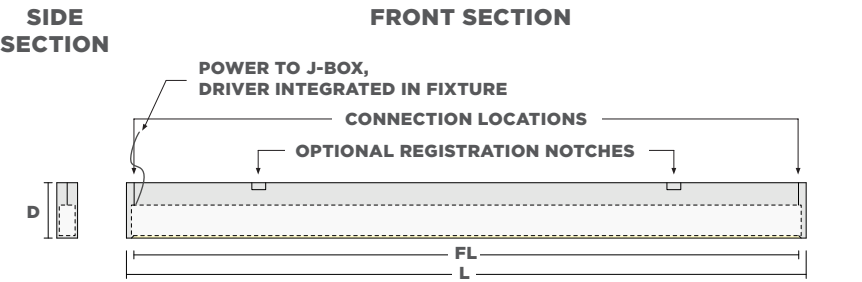 SIDE
SECTION
FRONT SECTION
POWER TO J-BOX,
DRIVER INTEGRATED IN FIXTURE
CONNECTION LOCATIONS
OPTIONAL REGISTRATION NOTCHES
D
FL
L